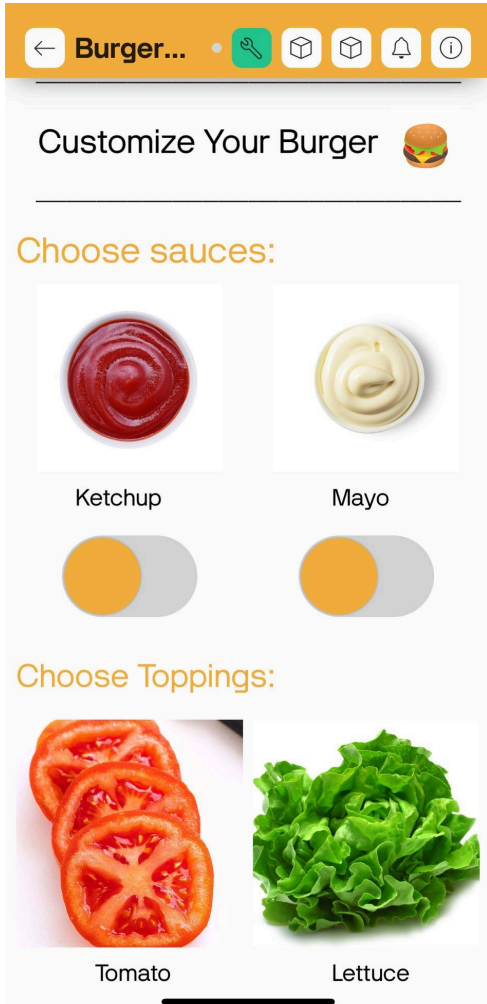 Burger...
Customize Your Burger 🍔
Choose sauces:
Ketchup Mayo
Choose Toppings:
Tomato Lettuce